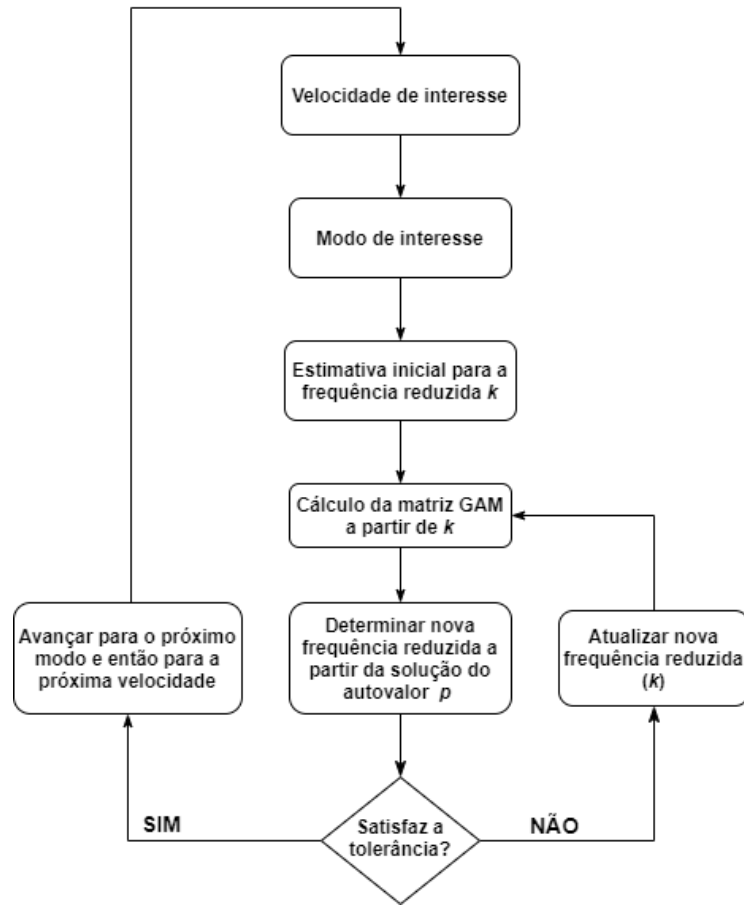 Velocidade de interesse
Modo de interesse
Estimativa inicial para a
frequência reduzida k
Cálculo da matriz GAM
a partir de k
Avançar para o próximo
modo e então para a
próxima velocidade
Determinar nova
frequência reduzida a
partir da solução do
autovalor p
Atualizar nova
frequência reduzida
(k)
SIM
Satisfaz a
tolerância?
NÃO